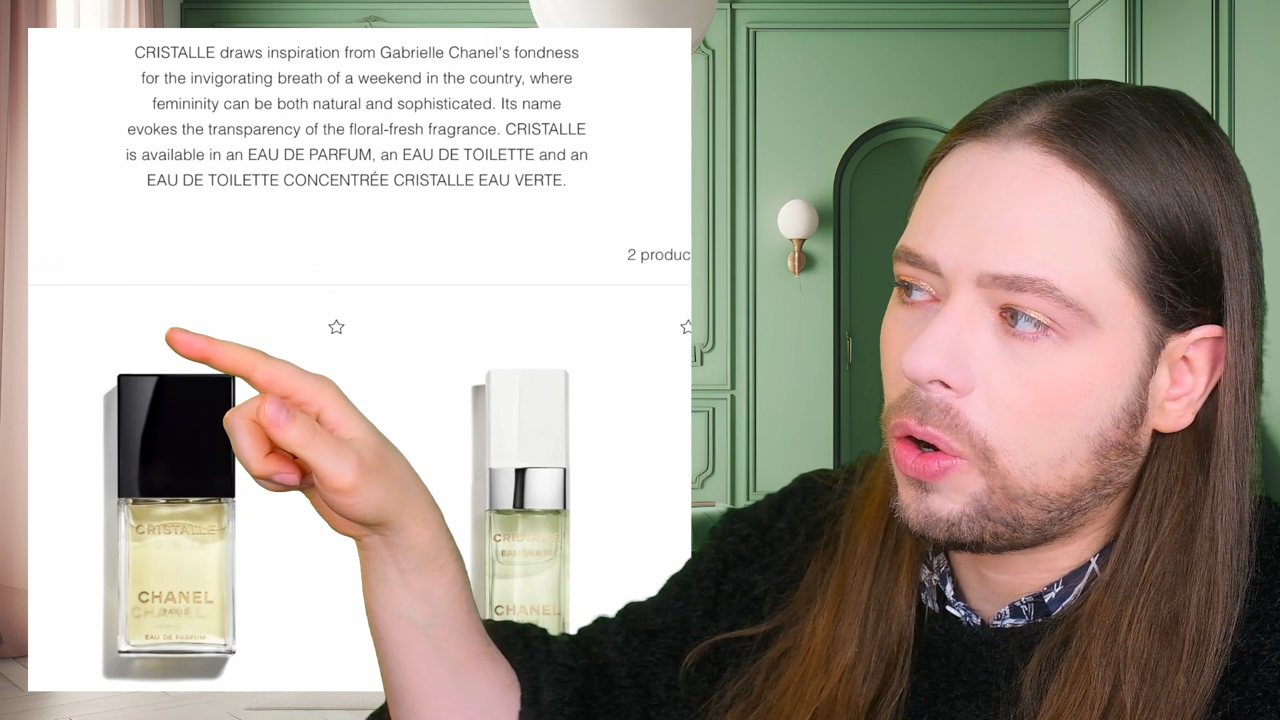 CRISTALLE draws inspiration from Gabrielle Chanel's fondness
for the invigorating breath of a weekend in the country, where
femininity can be both natural and sophisticated. Its name
evokes the transparency of the floral-fresh fragrance. CRISTALLE
is available in an EAU DE PARFUM, an EAU DE TOILETTE and an
EAU DE TOILETTE CONCENTRÉE CRISTALLE EAU VERTE.
2 produc
CRISTALLE
CHANEL
PARIS
EAU DE PARFUM
CRISTALLE
EAU VERTE
CHANEL